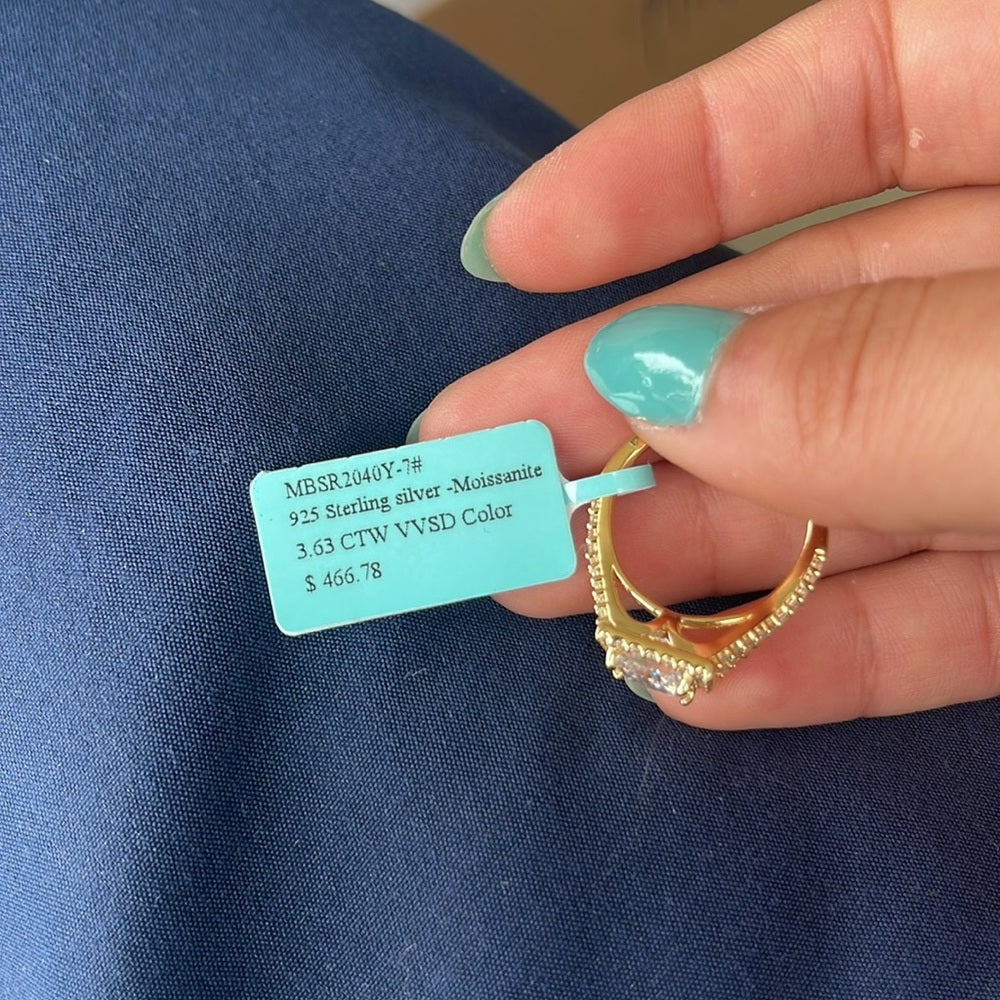 MBSR2040Y-7#
925 Sterling silver -Moissanite
3.63 CTW VVSD Color
$ 466.78